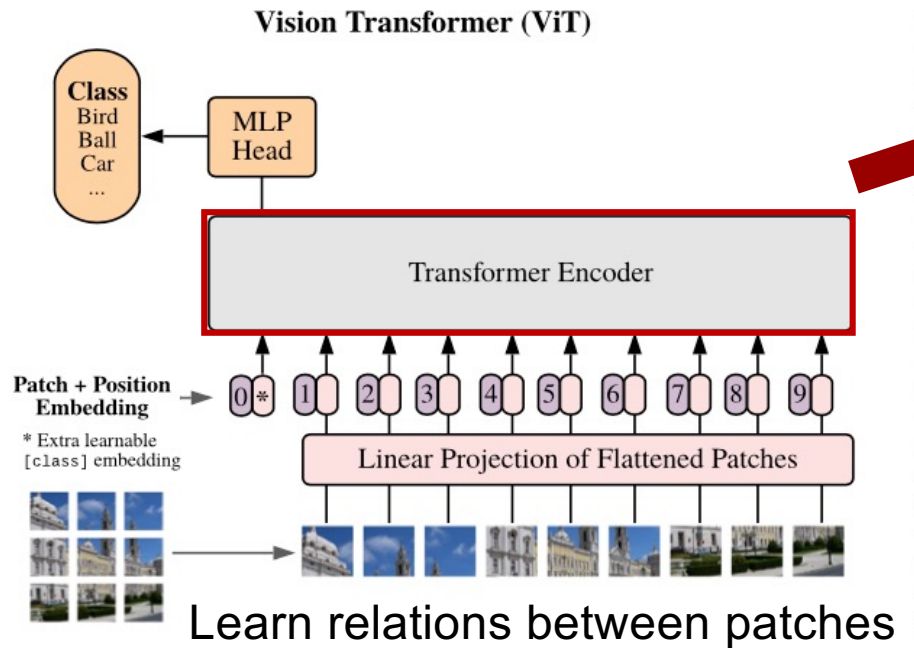 Vision Transformer (ViT)
Class
Bird
Ball
Car
...
MLP
Head
Transformer Encoder
Patch + Position
Embedding
* Extra learnable
[class] embedding
0 * 1 2 3 4 5 6 7 8 9
Linear Projection of Flattened Patches
Learn relations between patches